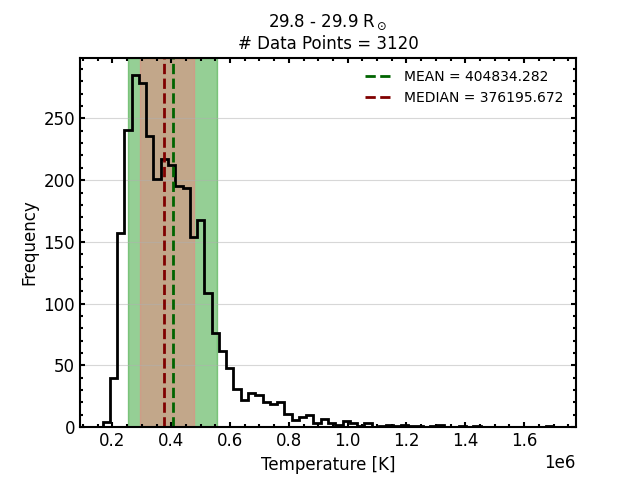 29.8 - 29.9 R⊙
# Data Points = 3120
MEAN = 404834.282
MEDIAN = 376195.672
Frequency
250
200
150
100
50
0
0.2 0.4 0.6 0.8 1.0 1.2 1.4 1.6
Temperature [K]
1e6